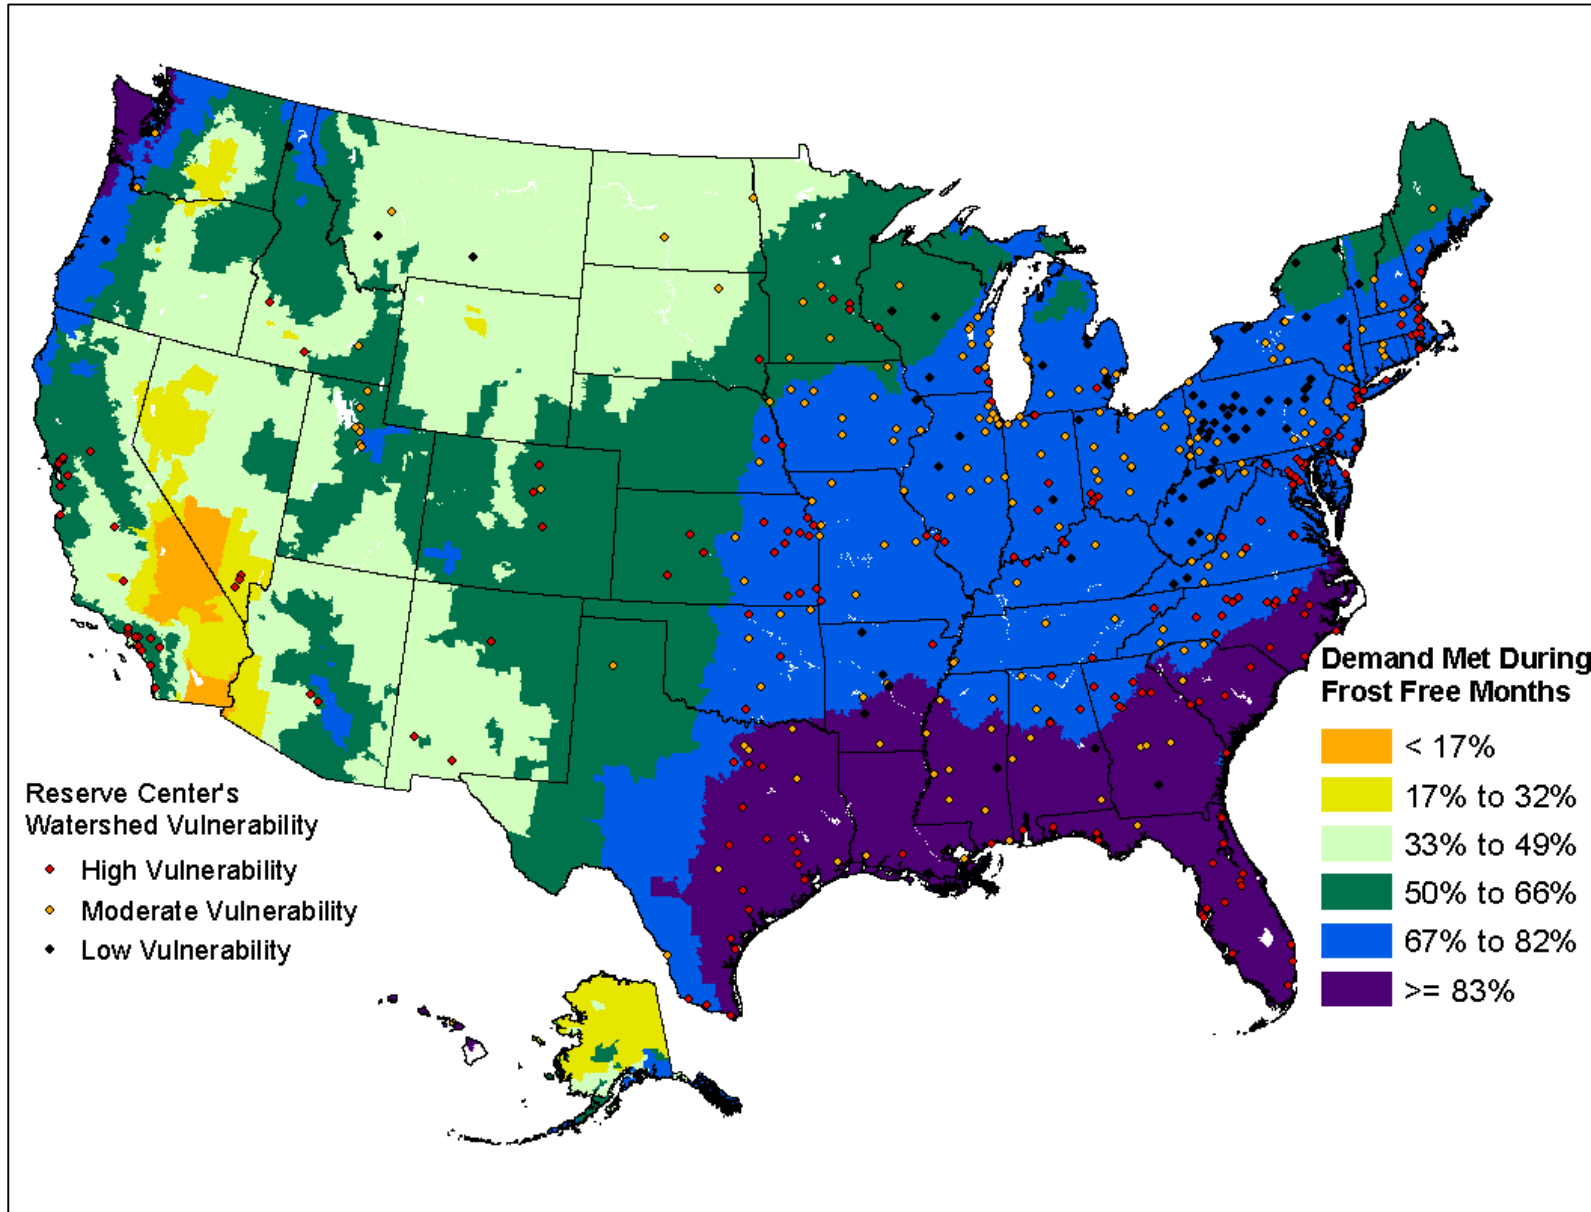 Demand Met During
Frost Free Months
< 17%
17% to 32%
33% to 49%
50% to 66%
67% to 82%
>= 83%
Reserve Center's
Watershed Vulnerability
High Vulnerability
Moderate Vulnerability
Low Vulnerability